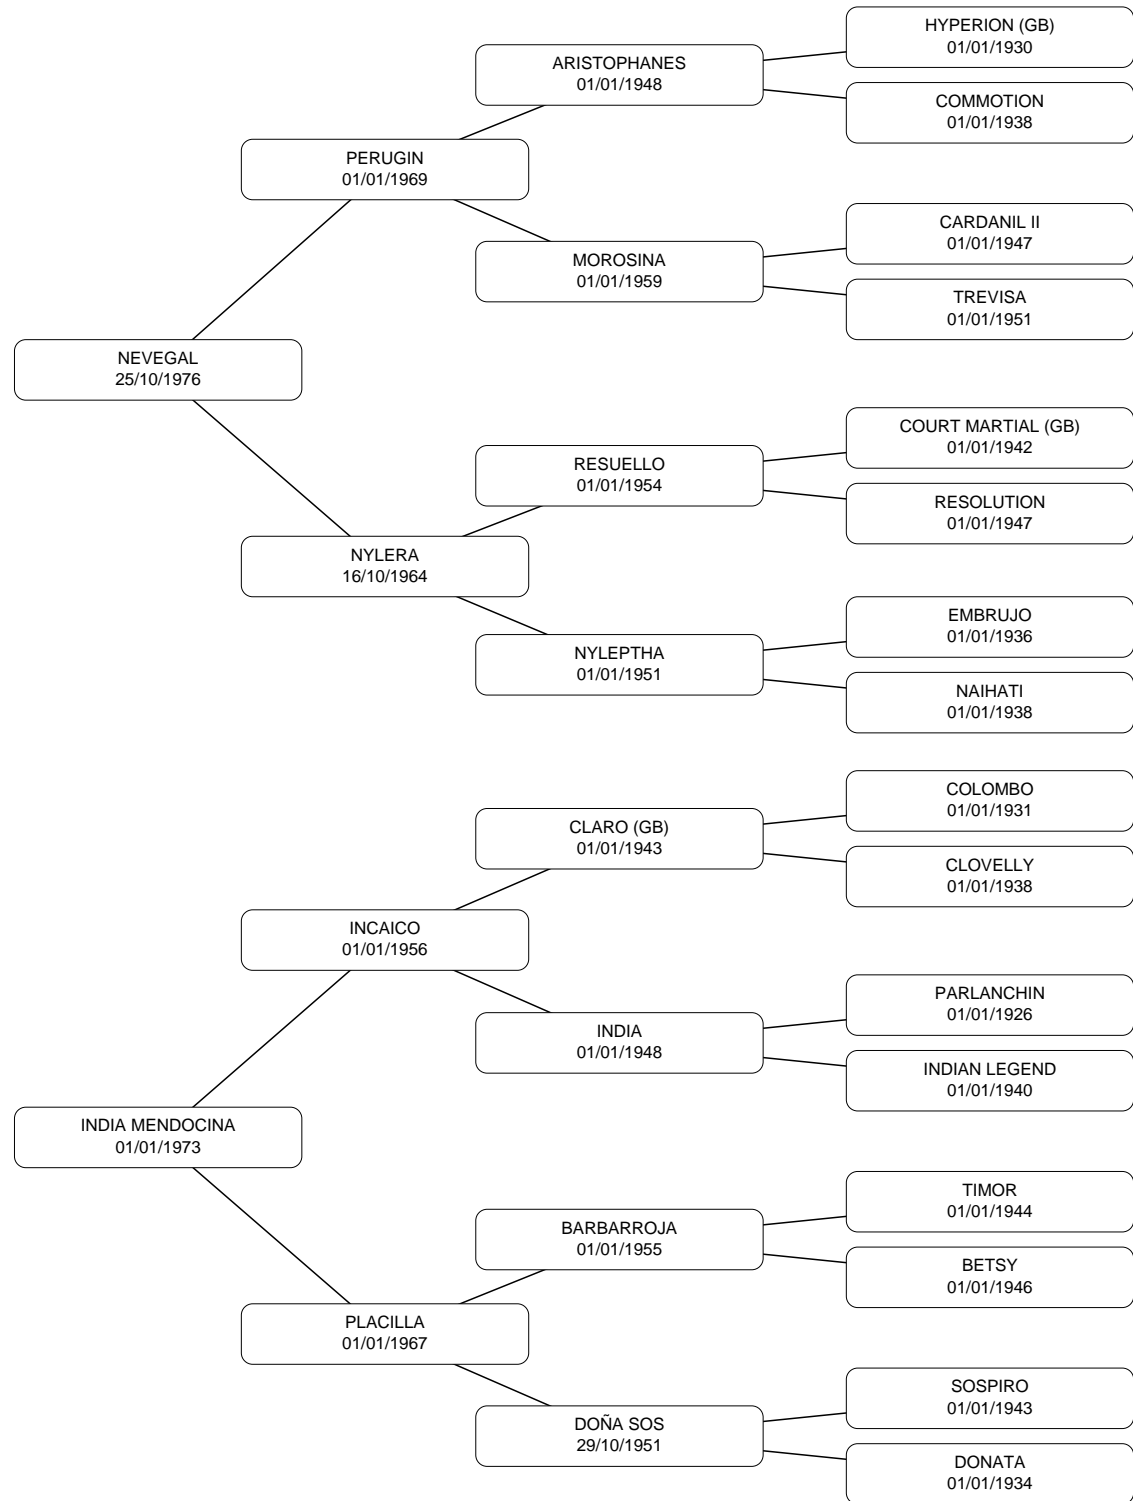 HYPERION (GB)
01/01/1930
ARISTOPHANES
01/01/1948
COMMOTION
01/01/1938
PERUGIN
01/01/1969
CARDANIL II
01/01/1947
MOROSINA
01/01/1959
TREVISA
01/01/1951
NEVEGAL
25/10/1976
COURT MARTIAL (GB)
01/01/1942
RESUELLO
01/01/1954
RESOLUTION
01/01/1947
NYLERA
16/10/1964
EMBRUJO
01/01/1936
NYLEPTHA
01/01/1951
NAIHATI
01/01/1938
COLOMBO
01/01/1931
CLARO (GB)
01/01/1943
CLOVELLY
01/01/1938
INCAICO
01/01/1956
PARLANCHIN
01/01/1926
INDIA
01/01/1948
INDIAN LEGEND
01/01/1940
INDIA MENDOCINA
01/01/1973
TIMOR
01/01/1944
BARBARROJA
01/01/1955
BETSY
01/01/1946
PLACILLA
01/01/1967
SOSPIRO
01/01/1943
DOÑA SOS
29/10/1951
DONATA
01/01/1934